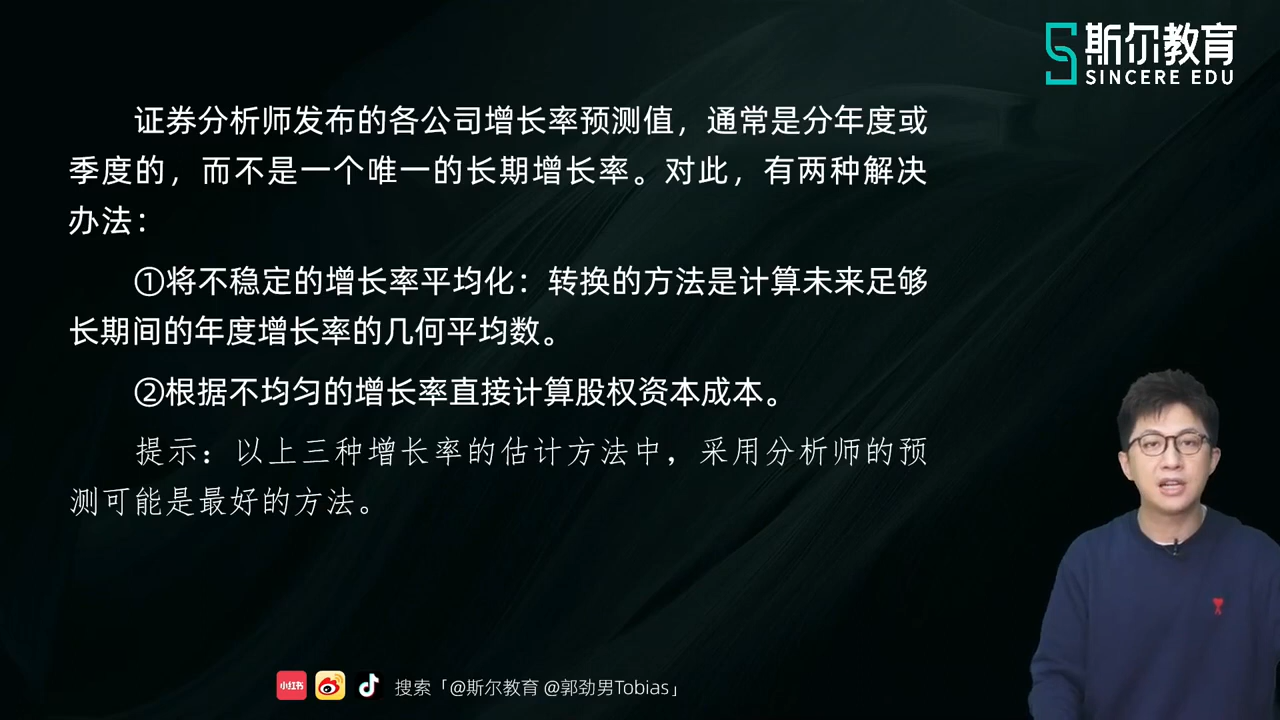 斯尔教育
SINCERE EDU
证券分析师发布的各公司增长率预测值，通常是分年度或
季度的，而不是一个唯一的长期增长率。对此，有两种解决
办法：
①将不稳定的增长率平均化：转换的方法是计算未来足够
长期间的年度增长率的几何平均数。
②根据不均匀的增长率直接计算股权资本成本。
提示：以上三种增长率的估计方法中，采用分析师的预
测可能是最好的方法。
小红书
搜索「@斯尔教育 @郭劲男Tobias」